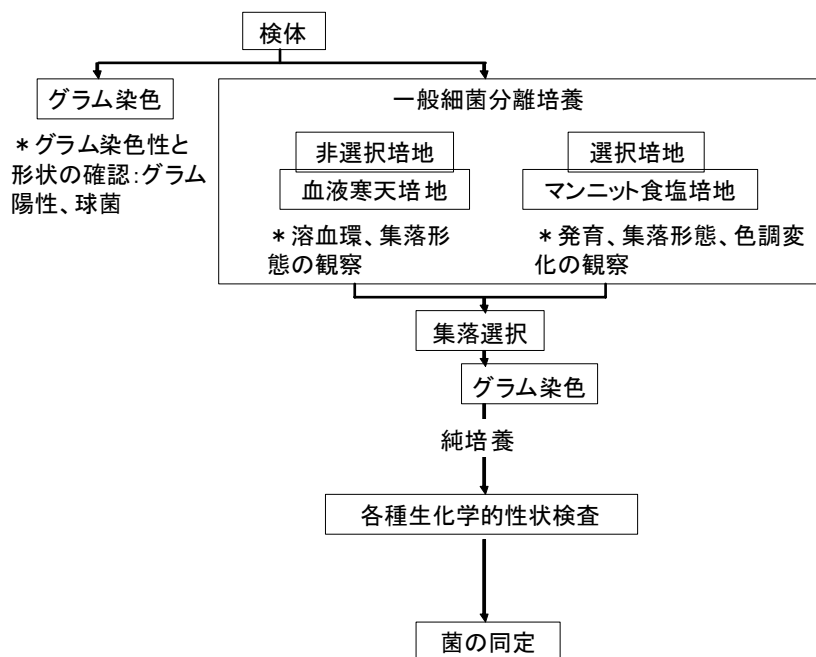 検体
グラム染色
＊グラム染色性と
形状の確認：グラム
陽性、球菌
一般細菌分離培養
非選択培地
血液寒天培地
＊溶血環、集落形
態の観察
選択培地
マンニット食塩培地
＊発育、集落形態、色調変
化の観察
集落選択
グラム染色
純培養
各種生化学的性状検査
菌の同定